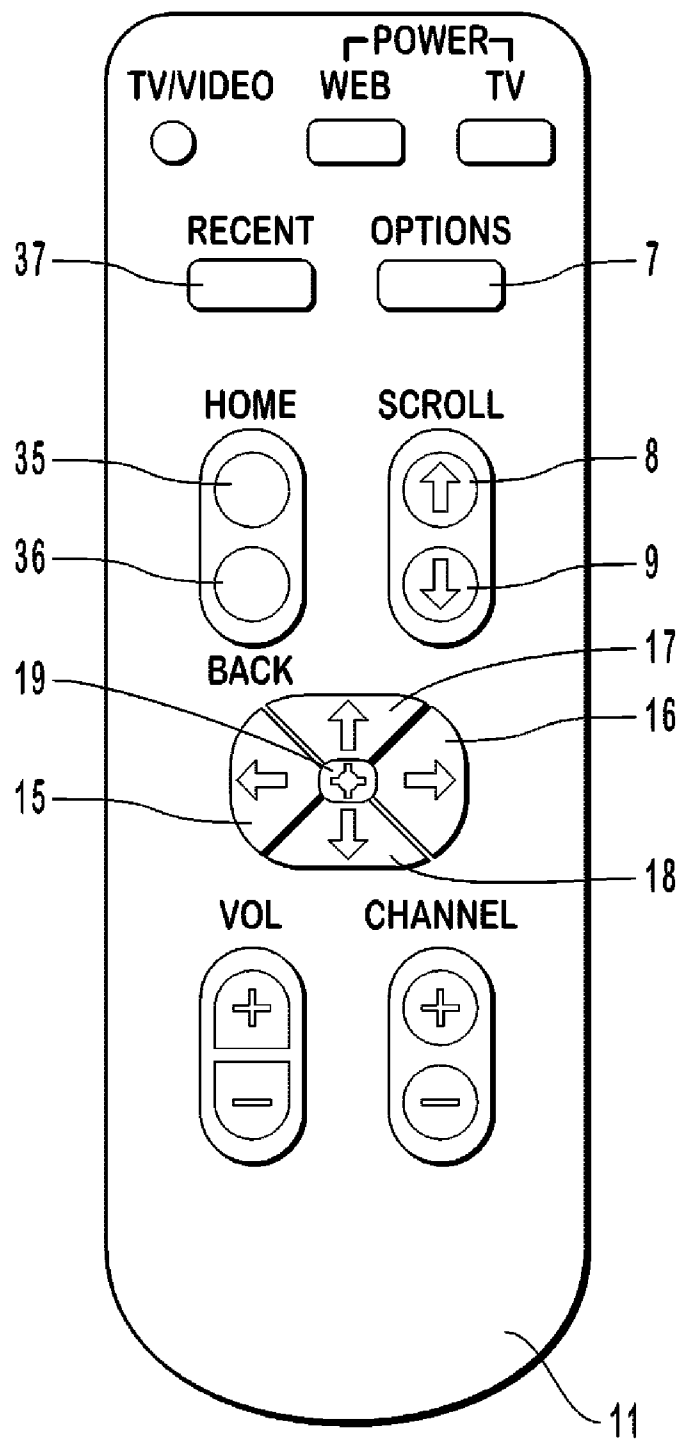 POWER
TV/VIDEO WEB TV
RECENT OPTIONS
37 7
HOME SCROLL
35 8
36 9
BACK 17
19 16
15
18
VOL CHANNEL
+ +
− −
11